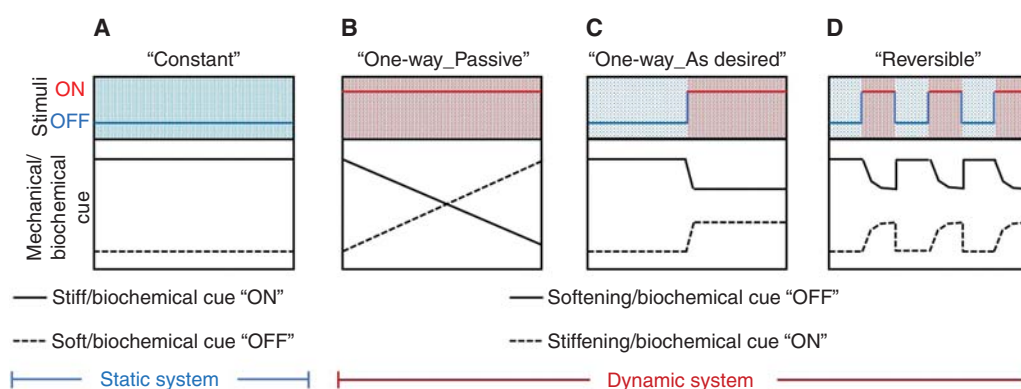 A
B
C
D
“Constant”
“One-way_Passive”
“One-way_As desired”
“Reversible”
Stimuli
ON
OFF
Mechanical/
biochemical
cue
Stiff/biochemical cue “ON”
Softening/biochemical cue “OFF”
Soft/biochemical cue “OFF”
Stiffening/biochemical cue “ON”
Static system
Dynamic system